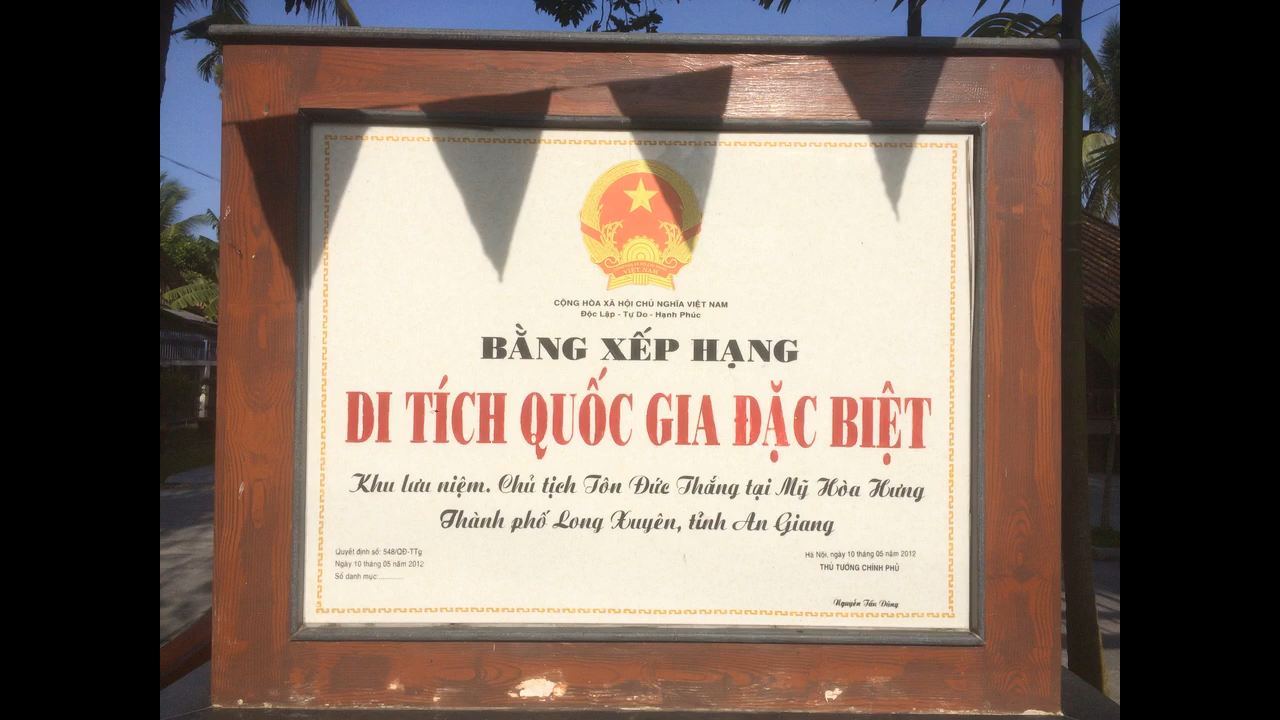 VIỆT NAM
CỘNG HÒA XÃ HỘI CHỦ NGHĨA VIỆT NAM
Độc Lập - Tự Do - Hạnh Phúc
BẰNG XẾP HẠNG
DI TÍCH QUỐC GIA ĐẶC BIỆT
Khu lưu niệm. Chủ tịch Tôn Đức Thắng tại Mỹ Hòa Hưng
Thành phố Long Xuyên, tỉnh An Giang
Quyết định số: 548/QĐ-TTg
Ngày 10 tháng 05 năm 2012
Số danh mục:............
Hà Nội, ngày 10 tháng 05 năm 2012
THỦ TƯỚNG CHÍNH PHỦ
Nguyễn Tấn Dũng